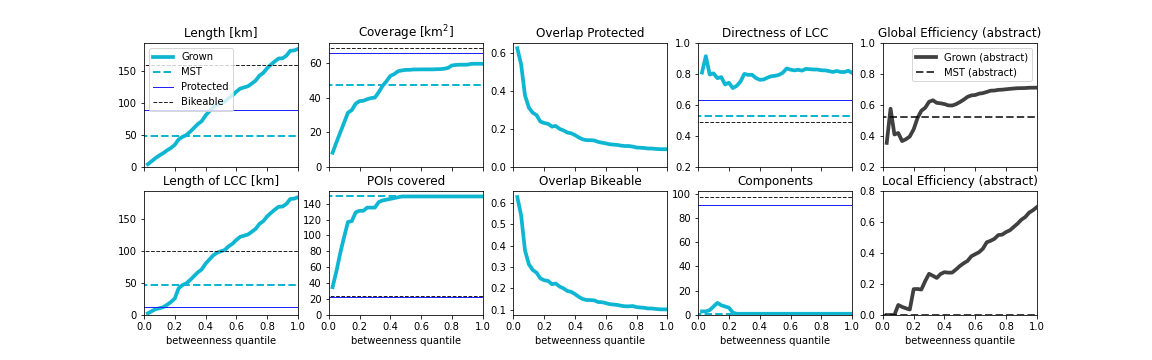 Length [km]
Coverage [km²]
Overlap Protected
Directness of LCC
Global Efficiency (abstract)
150
100
50
0
Grown
MST
Protected
Bikeable
60
40
20
0
0.6
0.4
0.2
0.0
1.0
0.8
0.6
0.4
0.2
1.0
0.8
0.6
0.4
0.2
Grown (abstract)
MST (abstract)
Length of LCC [km]
POIs covered
Overlap Bikeable
Components
Local Efficiency (abstract)
150
100
50
0
140
120
100
80
60
40
20
0
0.6
0.5
0.4
0.3
0.2
0.1
100
80
60
40
20
0
0.8
0.6
0.4
0.2
0.0
0.0 0.2 0.4 0.6 0.8 1.0
0.0 0.2 0.4 0.6 0.8 1.0
0.0 0.2 0.4 0.6 0.8 1.0
0.0 0.2 0.4 0.6 0.8 1.0
0.0 0.2 0.4 0.6 0.8 1.0
betweenness quantile
betweenness quantile
betweenness quantile
betweenness quantile
betweenness quantile